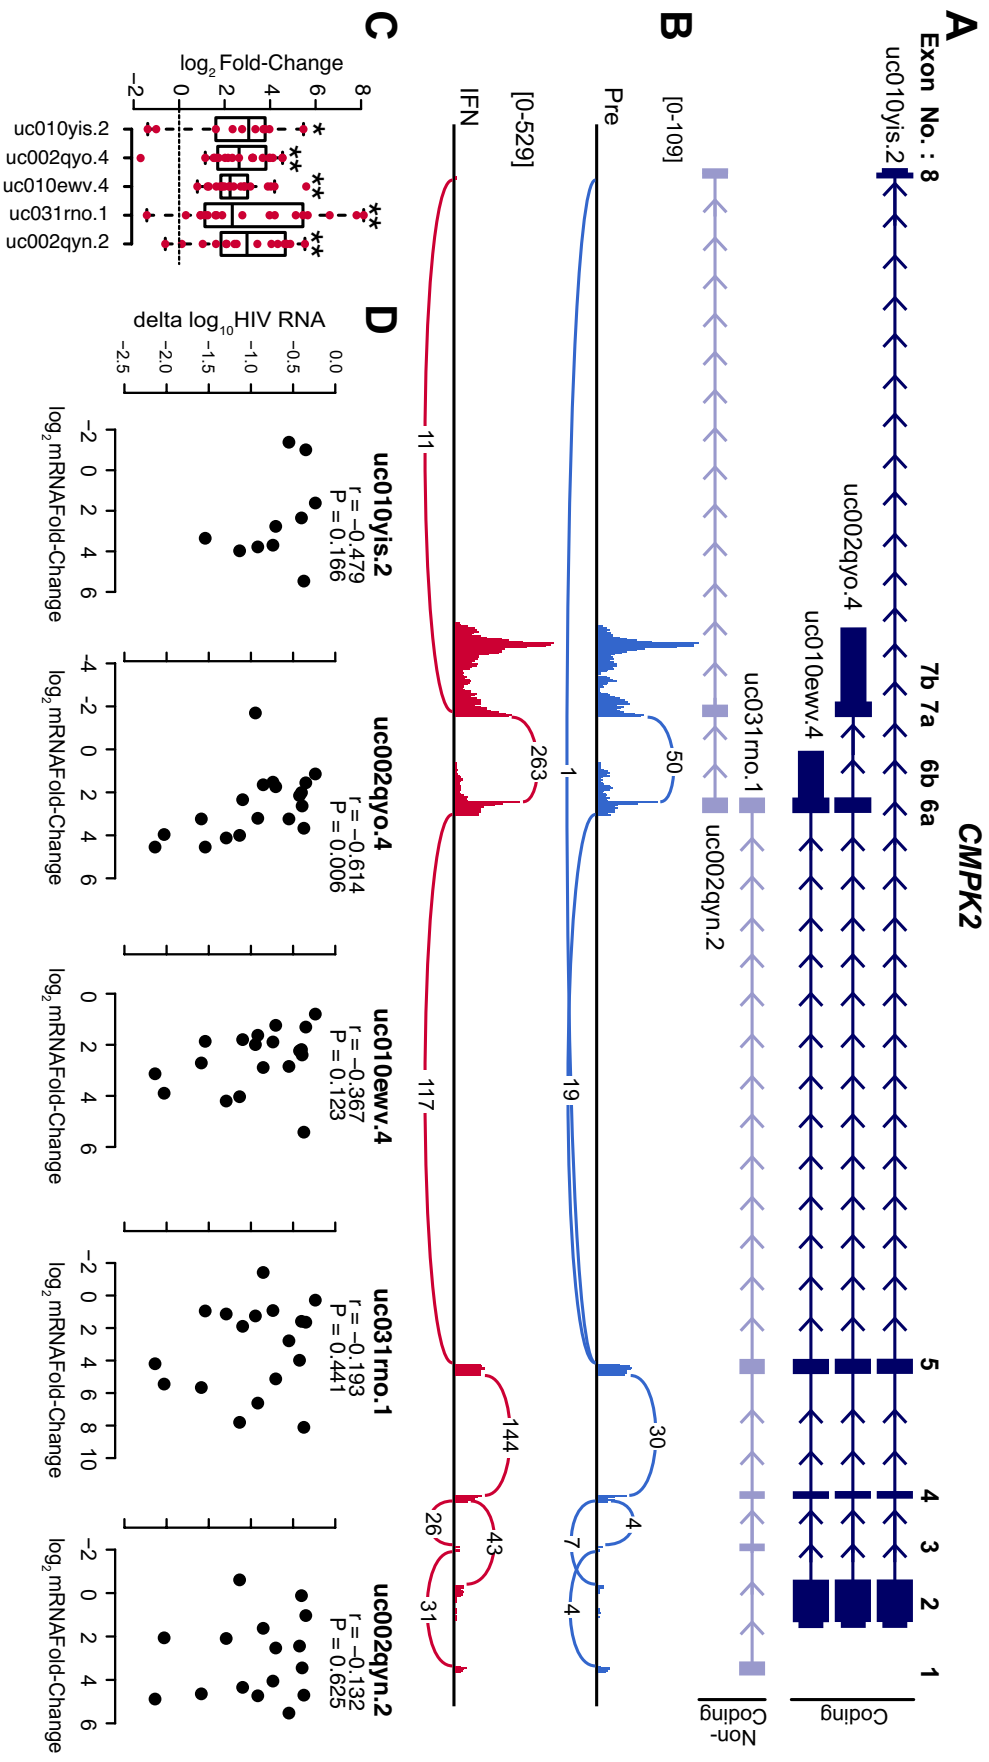 A
CMPK2
Exon No.: 8 7b 7a 6b 6a 5 4 3 2 1
uc010yis.2
uc002qyo.4
uc010ewv.4
Coding
uc031rno.1
uc002qyn.2
Non-
Coding
B
[0-109]
Pre
50
1
19
30
4
7
4
[0-529]
IFN
263
11
117
144
43
26
31
C
log2 Fold-Change
8
6
4
2
0
−2
* ** ** ** **
uc010yis.2
uc002qyo.4
uc010ewv.4
uc031rno.1
uc002qyn.2
D
delta log10HIV RNA
0.0
-0.5
-1.0
-1.5
-2.0
-2.5
uc010yis.2
r = −0.479
P = 0.166
−2 0 2 4 6
log2 mRNAFold-Change
uc002qyo.4
r = −0.614
P = 0.006
-4 -2 0 2 4 6
log2 mRNAFold-Change
uc010ewv.4
r = −0.367
P = 0.123
0 2 4 6
log2 mRNAFold-Change
uc031rno.1
r = −0.193
P = 0.441
−2 0 2 4 6 8 10
log2 mRNAFold-Change
uc002qyn.2
r = −0.132
P = 0.625
−2 0 2 4 6
log2 mRNAFold-Change